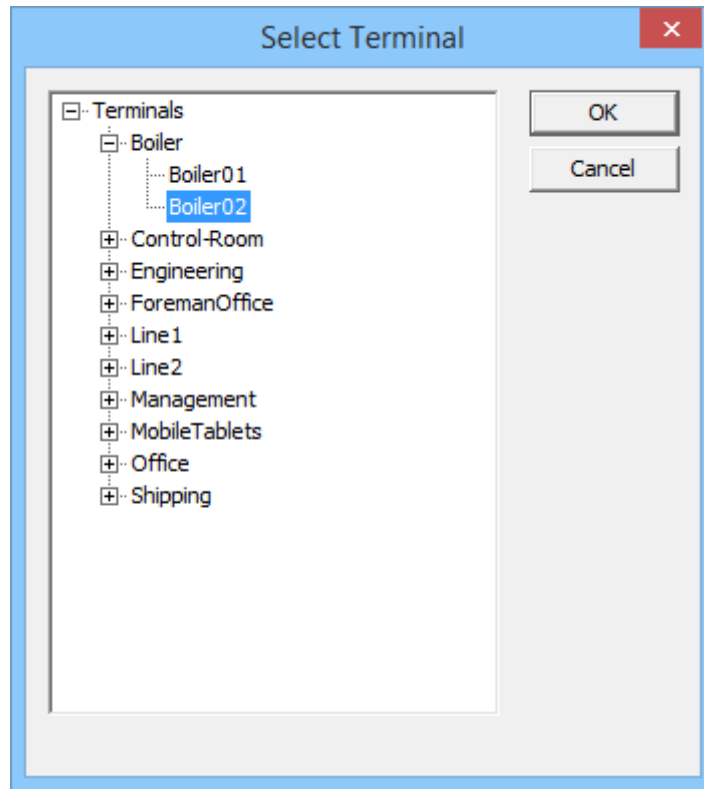 Select Terminal
Terminals
OK
Boiler
Boiler01
Cancel
Boiler02
Control-Room
Engineering
ForemanOffice
Line1
Line2
Management
MobileTablets
Office
Shipping